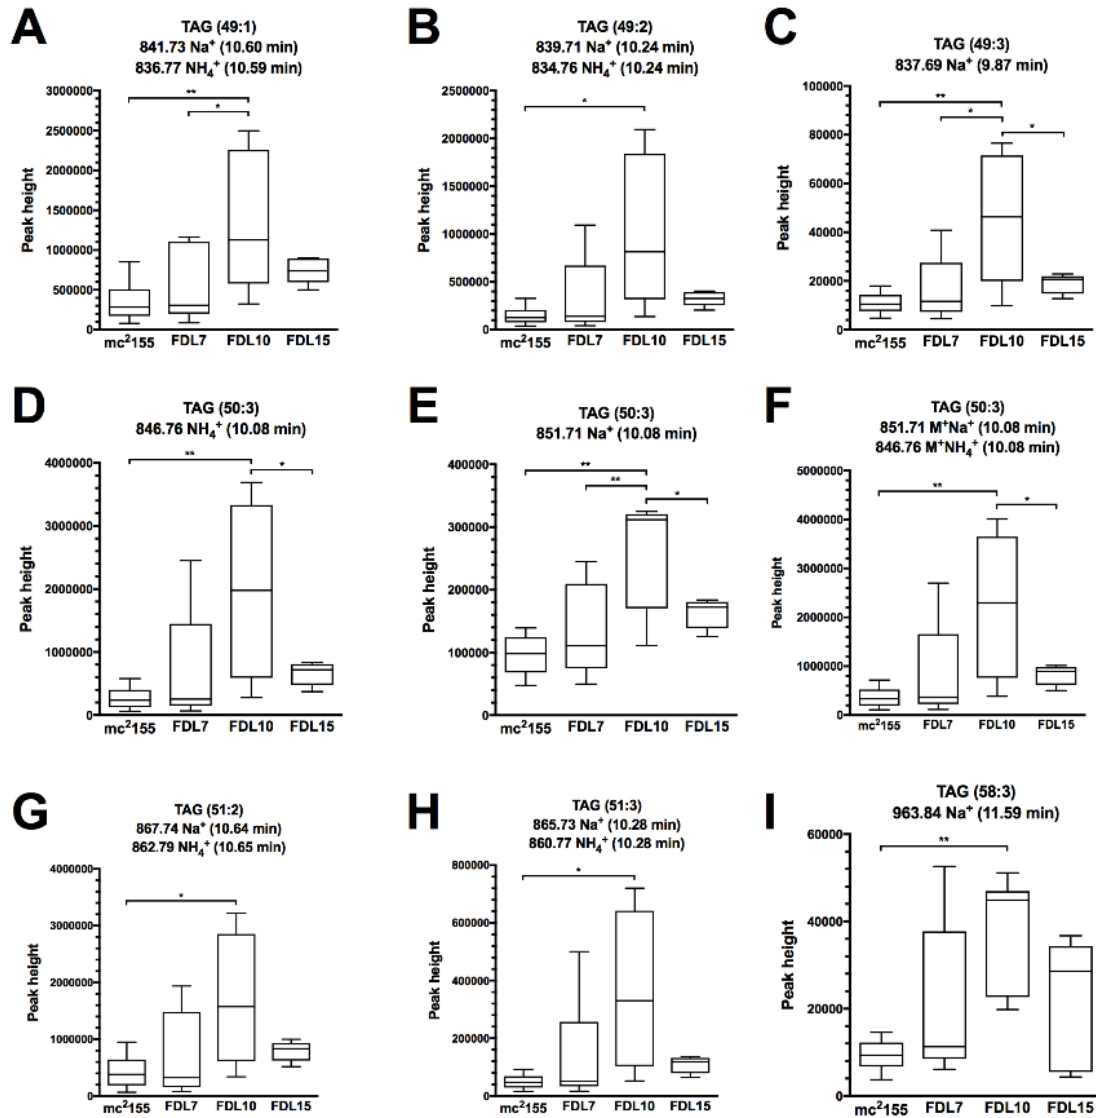 A
TAG (49:1)
841.73 Na⁺ (10.60 min)
836.77 NH₄⁺ (10.59 min)
3000000
2500000
2000000
1500000
1000000
500000
0
Peak height
**
*
mc²155 FDL7 FDL10 FDL15
B
TAG (49:2)
839.71 Na⁺ (10.24 min)
834.76 NH₄⁺ (10.24 min)
2500000
2000000
1500000
1000000
500000
0
Peak height
*
mc²155 FDL7 FDL10 FDL15
C
TAG (49:3)
837.69 Na⁺ (9.87 min)
100000
80000
60000
40000
20000
0
Peak height
**
*
*
mc²155 FDL7 FDL10 FDL15
D
TAG (50:3)
846.76 NH₄⁺ (10.08 min)
4000000
3000000
2000000
1000000
0
Peak height
**
*
mc²155 FDL7 FDL10 FDL15
E
TAG (50:3)
851.71 Na⁺ (10.08 min)
400000
300000
200000
100000
0
Peak height
**
**
*
mc²155 FDL7 FDL10 FDL15
F
TAG (50:3)
851.71 M⁺Na⁺ (10.08 min)
846.76 M⁺NH₄⁺ (10.08 min)
5000000
4000000
3000000
2000000
1000000
0
Peak height
**
*
mc²155 FDL7 FDL10 FDL15
G
TAG (51:2)
867.74 Na⁺ (10.64 min)
862.79 NH₄⁺ (10.65 min)
4000000
3000000
2000000
1000000
0
Peak height
*
mc²155 FDL7 FDL10 FDL15
H
TAG (51:3)
865.73 Na⁺ (10.28 min)
860.77 NH₄⁺ (10.28 min)
800000
600000
400000
200000
0
Peak height
*
mc²155 FDL7 FDL10 FDL15
I
TAG (58:3)
963.84 Na⁺ (11.59 min)
60000
40000
20000
0
Peak height
**
mc²155 FDL7 FDL10 FDL15